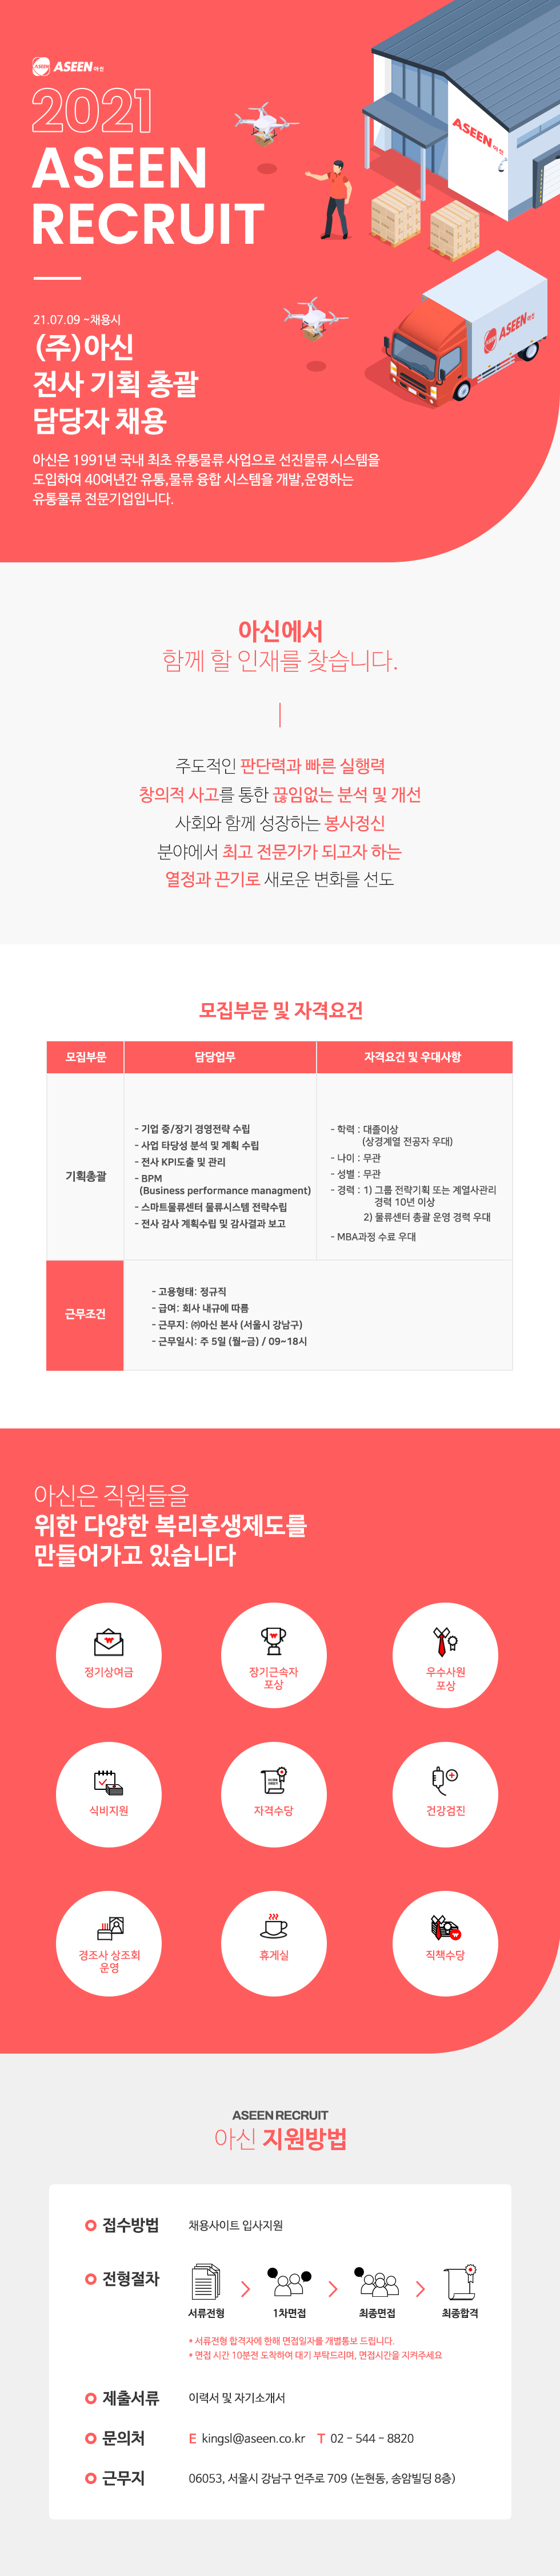 ASEEN 아신
2021
ASEEN
RECRUIT
ASEEN 아신
21.07.09 ~채용시
(주)아신
전사 기획 총괄
담당자 채용
ASEEN 아신
아신은 1991년 국내 최초 유통물류 사업으로 선진물류 시스템을
도입하여 40여년간 유통,물류 융합 시스템을 개발,운영하는
유통물류 전문기업입니다.
아신에서
함께 할 인재를 찾습니다.
주도적인 판단력과 빠른 실행력
창의적 사고를 통한 끊임없는 분석 및 개선
사회와 함께 성장하는 봉사정신
분야에서 최고 전문가가 되고자 하는
열정과 끈기로 새로운 변화를 선도
모집부문 및 자격요건
모집부문 담당업무 자격요건 및 우대사항
기획총괄
- 기업 중/장기 경영전략 수립
- 사업 타당성 분석 및 계획 수립
- 전사 KPI도출 및 관리
- BPM
(Business performance managment)
- 스마트물류센터 물류시스템 전략수립
- 전사 감사 계획수립 및 감사결과 보고
- 학력 : 대졸이상
(상경계열 전공자 우대)
- 나이 : 무관
- 성별 : 무관
- 경력 : 1) 그룹 전략기획 또는 계열사관리
경력 10년 이상
2) 물류센터 총괄 운영 경력 우대
- MBA과정 수료 우대
근무조건
- 고용형태: 정규직
- 급여: 회사 내규에 따름
- 근무지: ㈜아신 본사 (서울시 강남구)
- 근무일시: 주 5일 (월~금) / 09~18시
아신은 직원들을
위한 다양한 복리후생제도를
만들어가고 있습니다
정기상여금
장기근속자
포상
우수사원
포상
식비지원
자격수당
건강검진
경조사 상조회
운영
휴게실
직책수당
ASEEN RECRUIT
아신 지원방법
접수방법 채용사이트 입사지원
전형절차
서류전형 1차면접 최종면접 최종합격
* 서류전형 합격자에 한해 면접일자를 개별통보 드립니다.
* 면접 시간 10분전 도착하여 대기 부탁드리며, 면접시간을 지켜주세요
제출서류 이력서 및 자기소개서
문의처 E kingsl@aseen.co.kr T 02 - 544 - 8820
근무지 06053, 서울시 강남구 언주로 709 (논현동, 송암빌딩 8층)